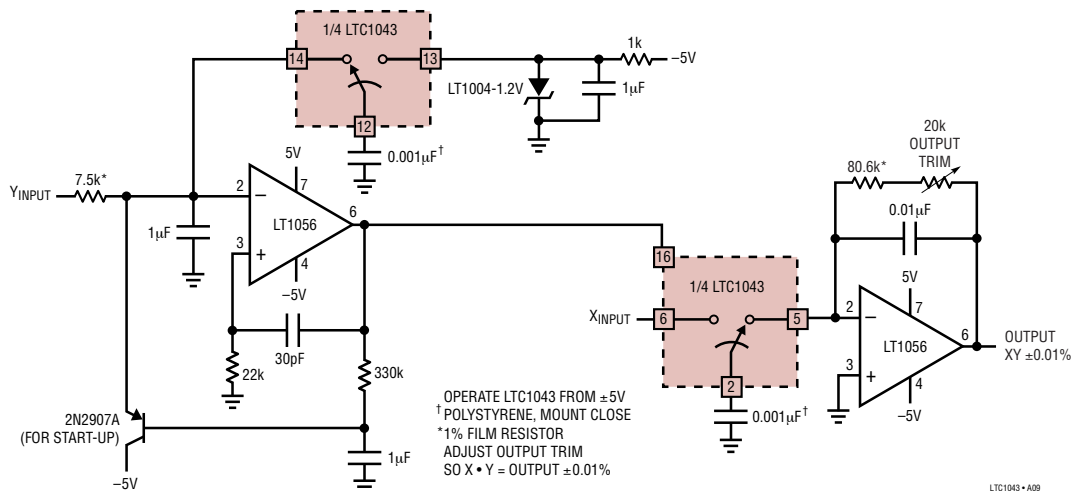 1/4 LTC1043
14
13
12
1k
–5V
LT1004-1.2V
1µF
0.001µF†
Y INPUT
7.5k*
1µF
5V
2
7
6
3
4
LT1056
–5V
30pF
22k
330k
2N2907A
(FOR START-UP)
–5V
1µF
16
1/4 LTC1043
X INPUT
6
5
2
0.001µF†
20k
OUTPUT
TRIM
80.6k*
0.01µF
5V
2
7
6
3
4
LT1056
–5V
OUTPUT
XY ±0.01%
OPERATE LTC1043 FROM ±5V
†POLYSTYRENE, MOUNT CLOSE
*1% FILM RESISTOR
ADJUST OUTPUT TRIM
SO X • Y = OUTPUT ±0.01%
LTC1043 • A09